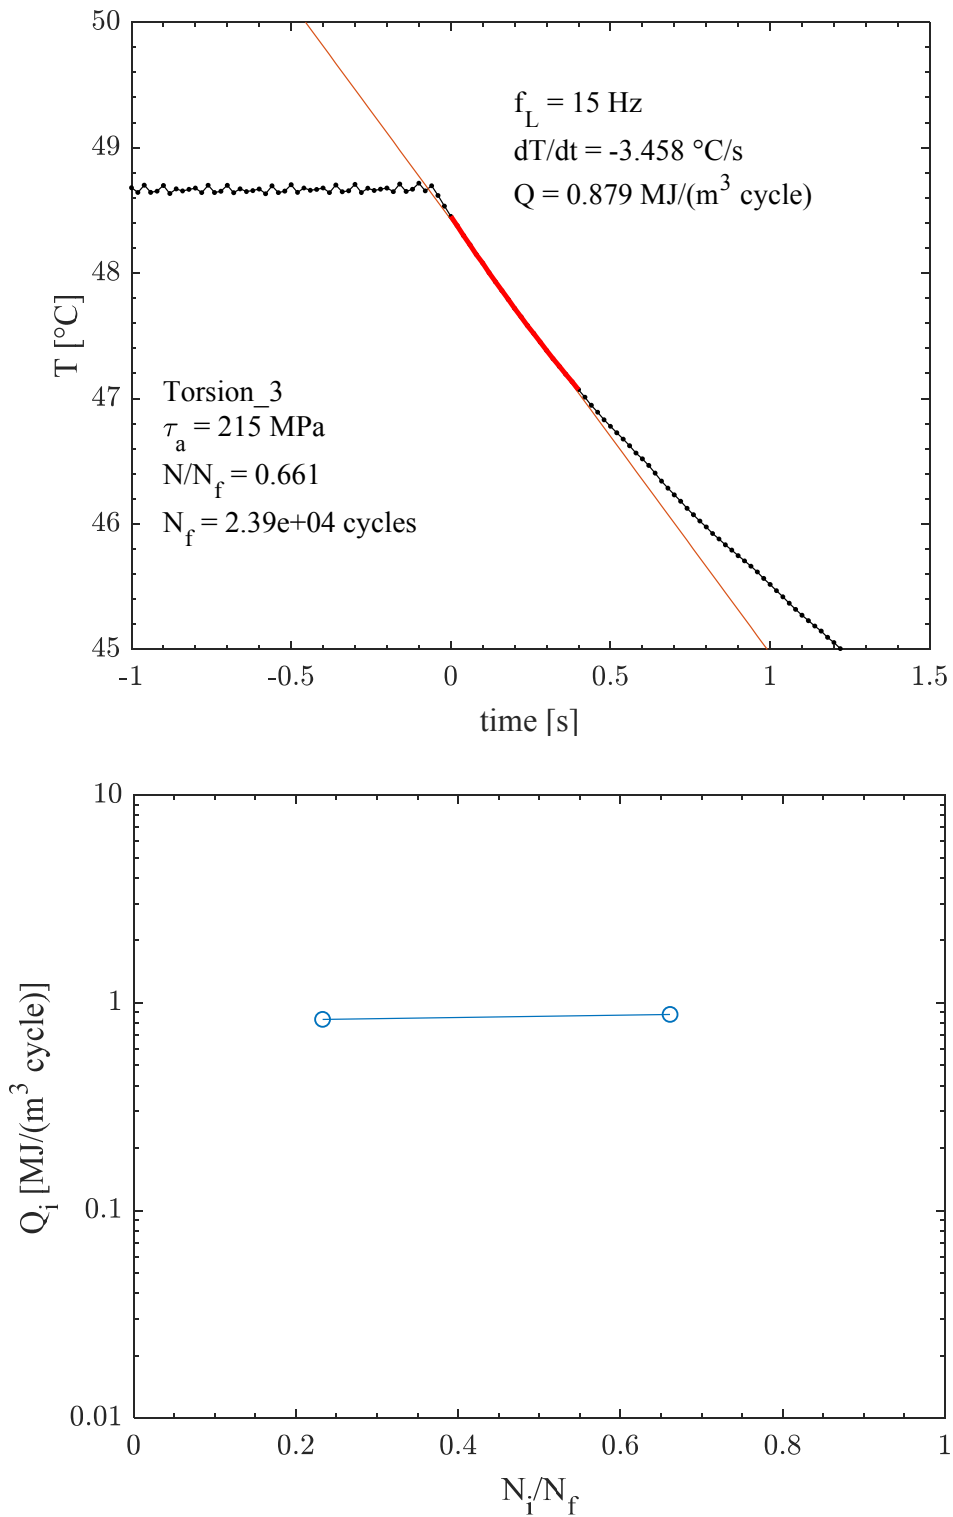 50
49
48
47
46
45
T [°C]
f_L = 15 Hz
dT/dt = -3.458 °C/s
Q = 0.879 MJ/(m³ cycle)
Torsion_3
τ_a = 215 MPa
N/N_f = 0.661
N_f = 2.39e+04 cycles
-1 -0.5 0 0.5 1 1.5
time [s]
10
1
0.1
0.01
Q_i [MJ/(m³ cycle)]
0 0.2 0.4 0.6 0.8 1
N_i/N_f